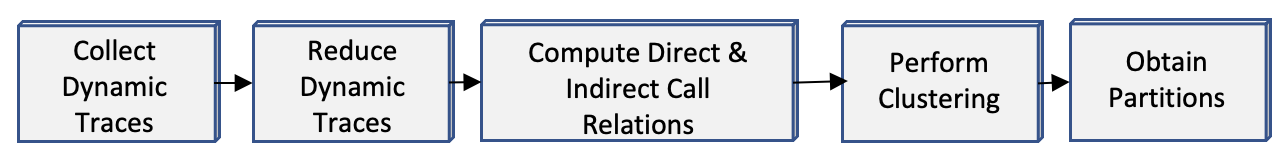 Collect
Dynamic
Traces
Reduce
Dynamic
Traces
Compute Direct &
Indirect Call
Relations
Perform
Clustering
Obtain
Partitions